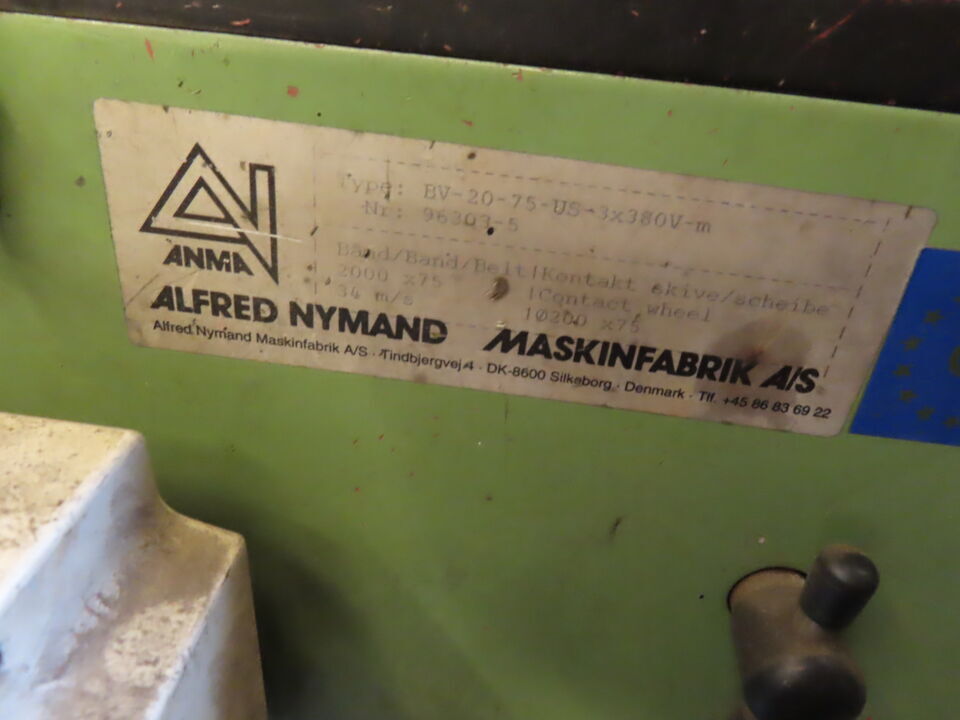 ANMA
Type: BV-20-75-US-3x380V-m
Nr: 96303-5
Band/Band/Belt|Kontakt skive/scheibe
2000 x75 |Contact wheel
34 m/s 10200 x75
ALFRED NYMAND MASKINFABRIK A/S
Alfred Nymand Maskinfabrik A/S · Tindbjergvej 4 · DK-8600 Silkeborg · Denmark · Tlf. +45 86 83 69 22